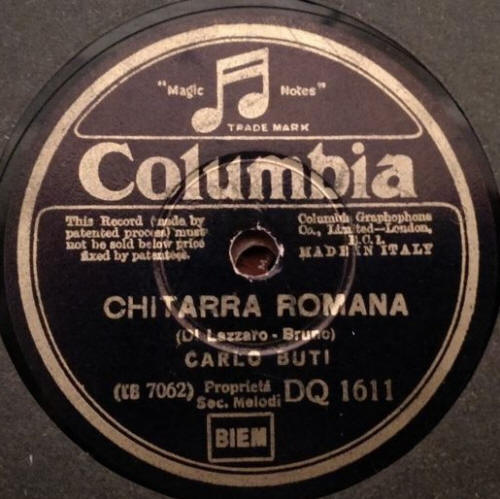 "Magic Notes"
TRADE MARK
Columbia
This Record (made by
patented process) must
not be sold below price
fixed by patentees.
Columbia Graphophone
Co., Limited—London,
E.C.1.
MADE IN ITALY
CHITARRA ROMANA
(Di Lazzaro - Bruno)
CARLO BUTI
(CB 7062) Proprietà Soc. Melodi DQ 1611
BIEM